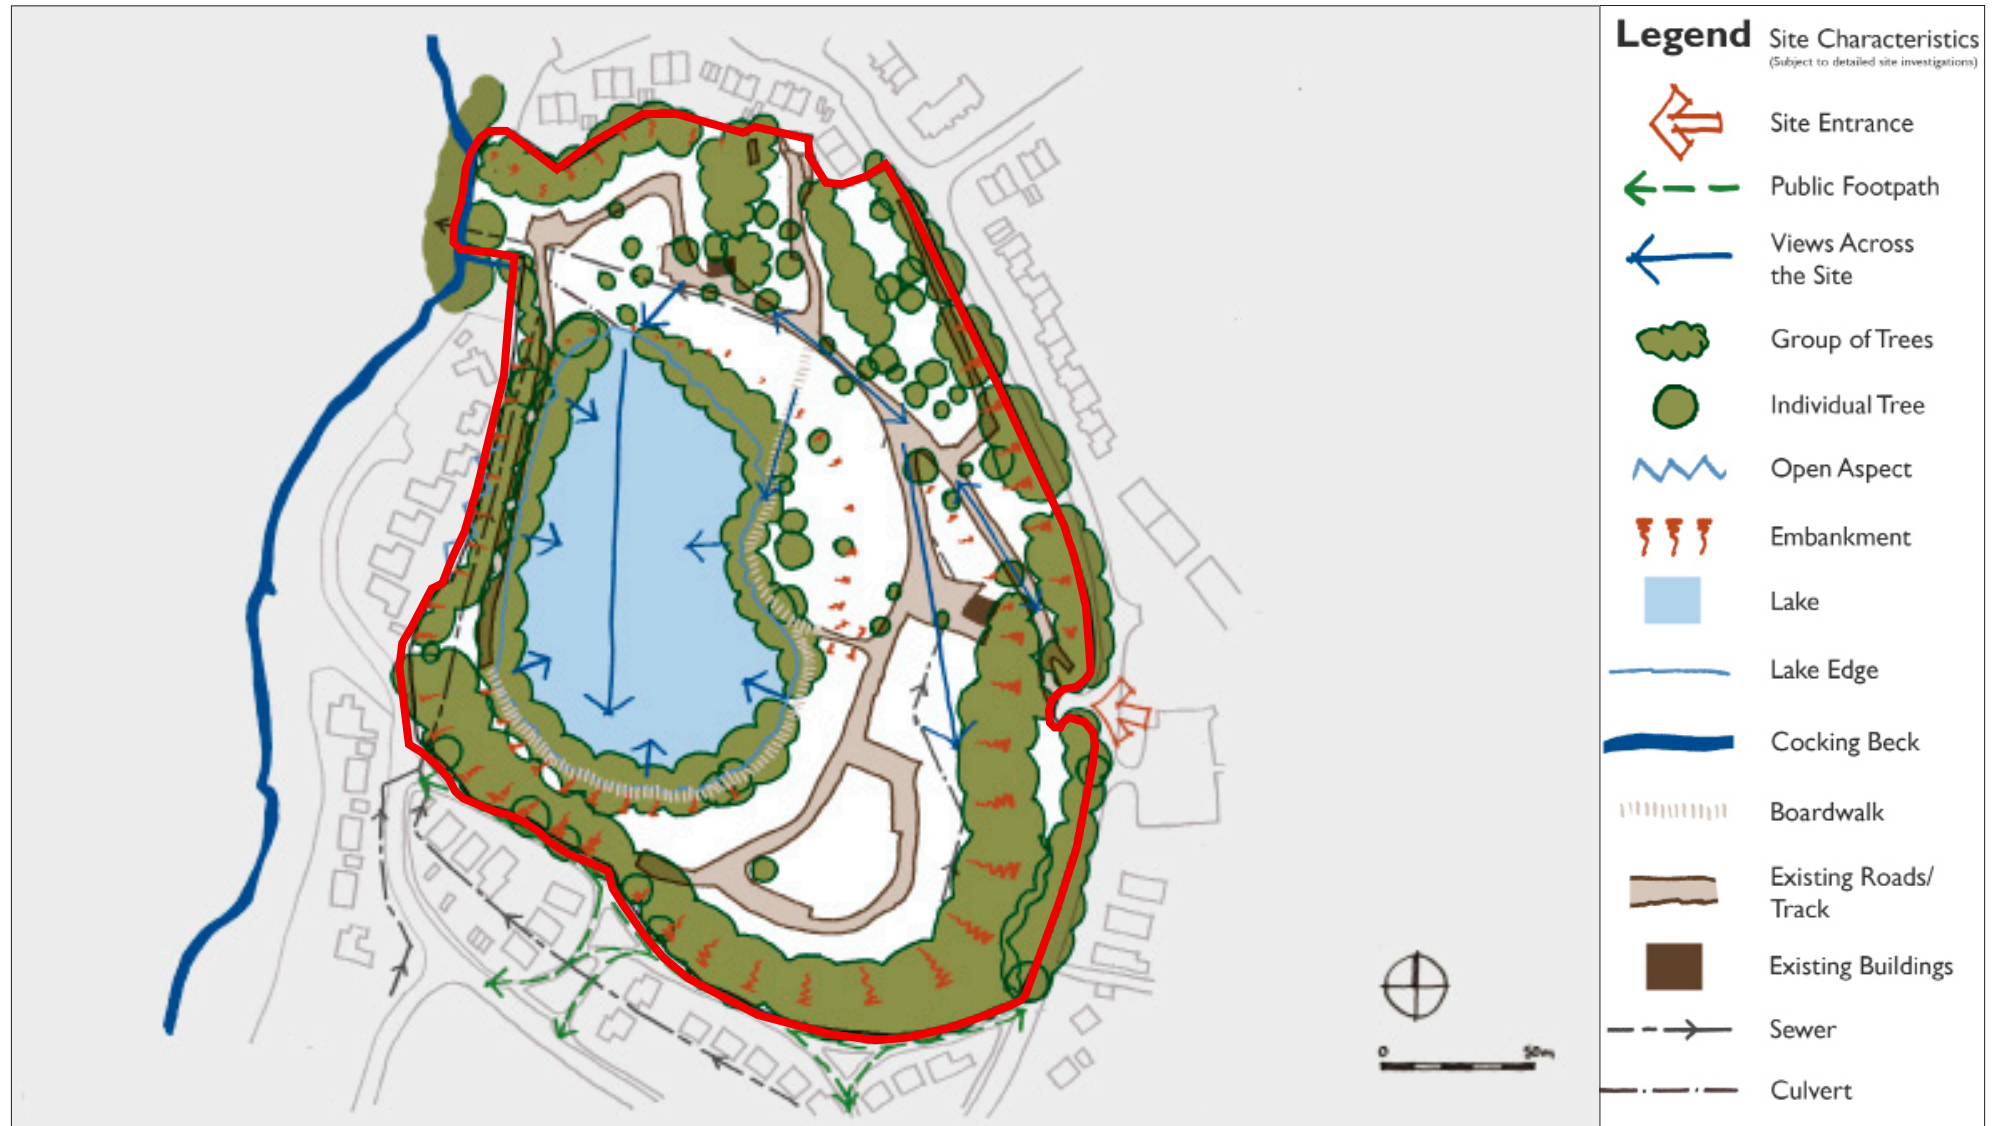 Legend Site Characteristics
(Subject to detailed site investigations)
Site Entrance
Public Footpath
Views Across
the Site
Group of Trees
Individual Tree
Open Aspect
Embankment
Lake
Lake Edge
Cocking Beck
Boardwalk
Existing Roads/
Track
Existing Buildings
Sewer
Culvert
0 50m